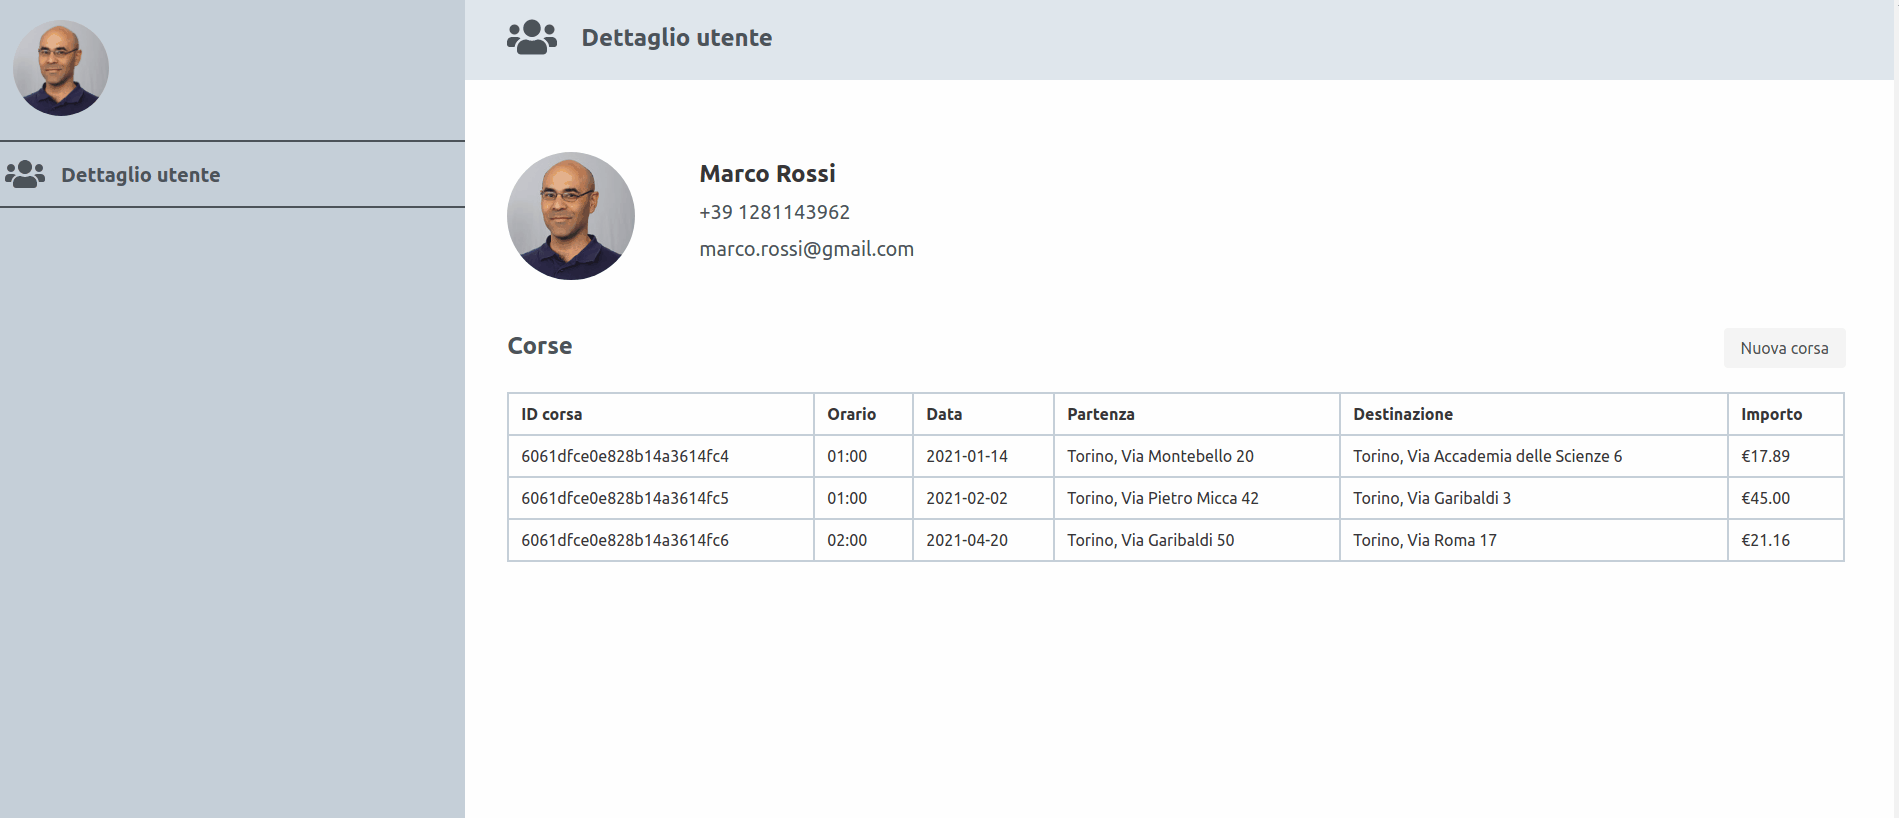 Dettaglio utente
Dettaglio utente
Marco Rossi
+39 1281143962
marco.rossi@gmail.com
Corse
Nuova corsa
ID corsa Orario Data Partenza Destinazione Importo
6061dfce0e828b14a3614fc4 01:00 2021-01-14 Torino, Via Montebello 20 Torino, Via Accademia delle Scienze 6 €17.89
6061dfce0e828b14a3614fc5 01:00 2021-02-02 Torino, Via Pietro Micca 42 Torino, Via Garibaldi 3 €45.00
6061dfce0e828b14a3614fc6 02:00 2021-04-20 Torino, Via Garibaldi 50 Torino, Via Roma 17 €21.16